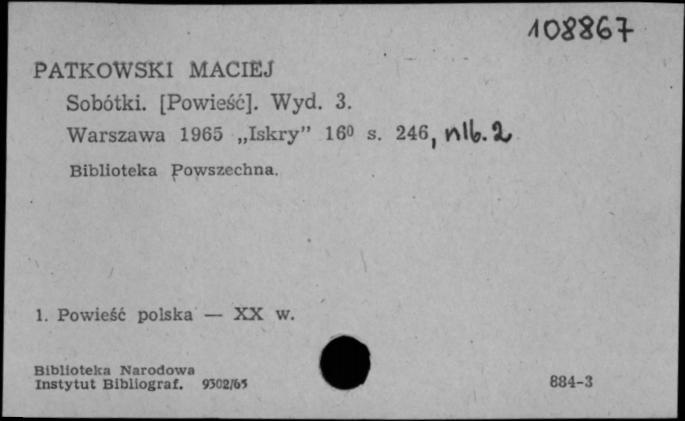 108867
PATKOWSKI MACIEJ
Sobótki. [Powieść]. Wyd. 3.
Warszawa 1965 „Iskry” 16⁰ s. 246, nlb. 2
Biblioteka Powszechna.
1. Powieść polska — XX w.
Biblioteka Narodowa
Instytut Bibliograf. 9302/65
884-3